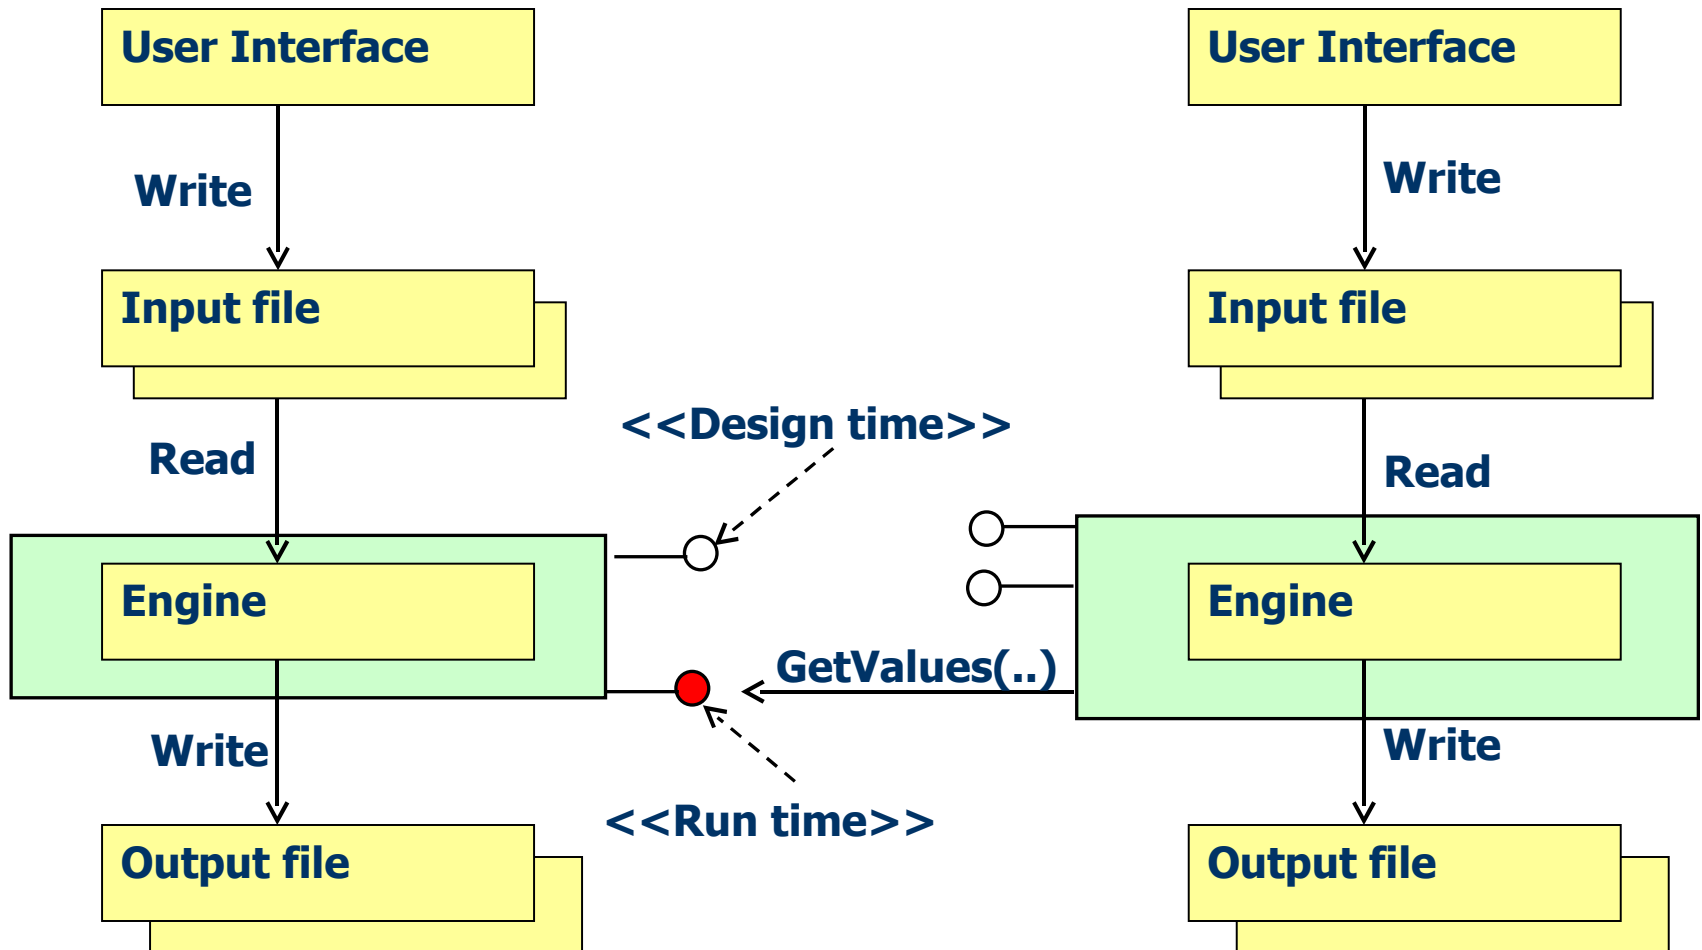 User Interface
User Interface
Write
Write
Input file
Input file
<<Design time>>
Read
Read
Engine
Engine
GetValues(..)
Write
Write
<<Run time>>
Output file
Output file